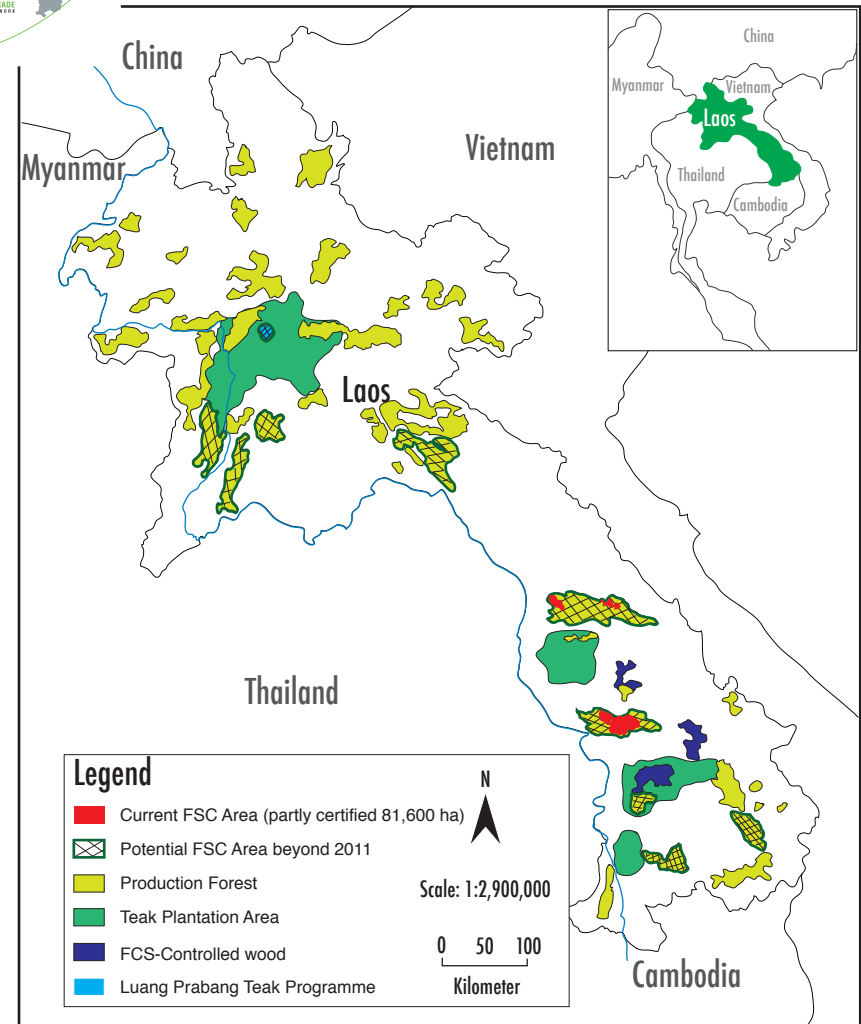 RADE
WORK
China
Myanmar
Vietnam
Laos
Thailand
Cambodia
China
Myanmar
Vietnam
Laos
Thailand
Cambodia
Legend
Current FSC Area (partly certified 81,600 ha)
Potential FSC Area beyond 2011
Production Forest
Teak Plantation Area
FCS-Controlled wood
Luang Prabang Teak Programme
N
Scale: 1:2,900,000
0 50 100
Kilometer